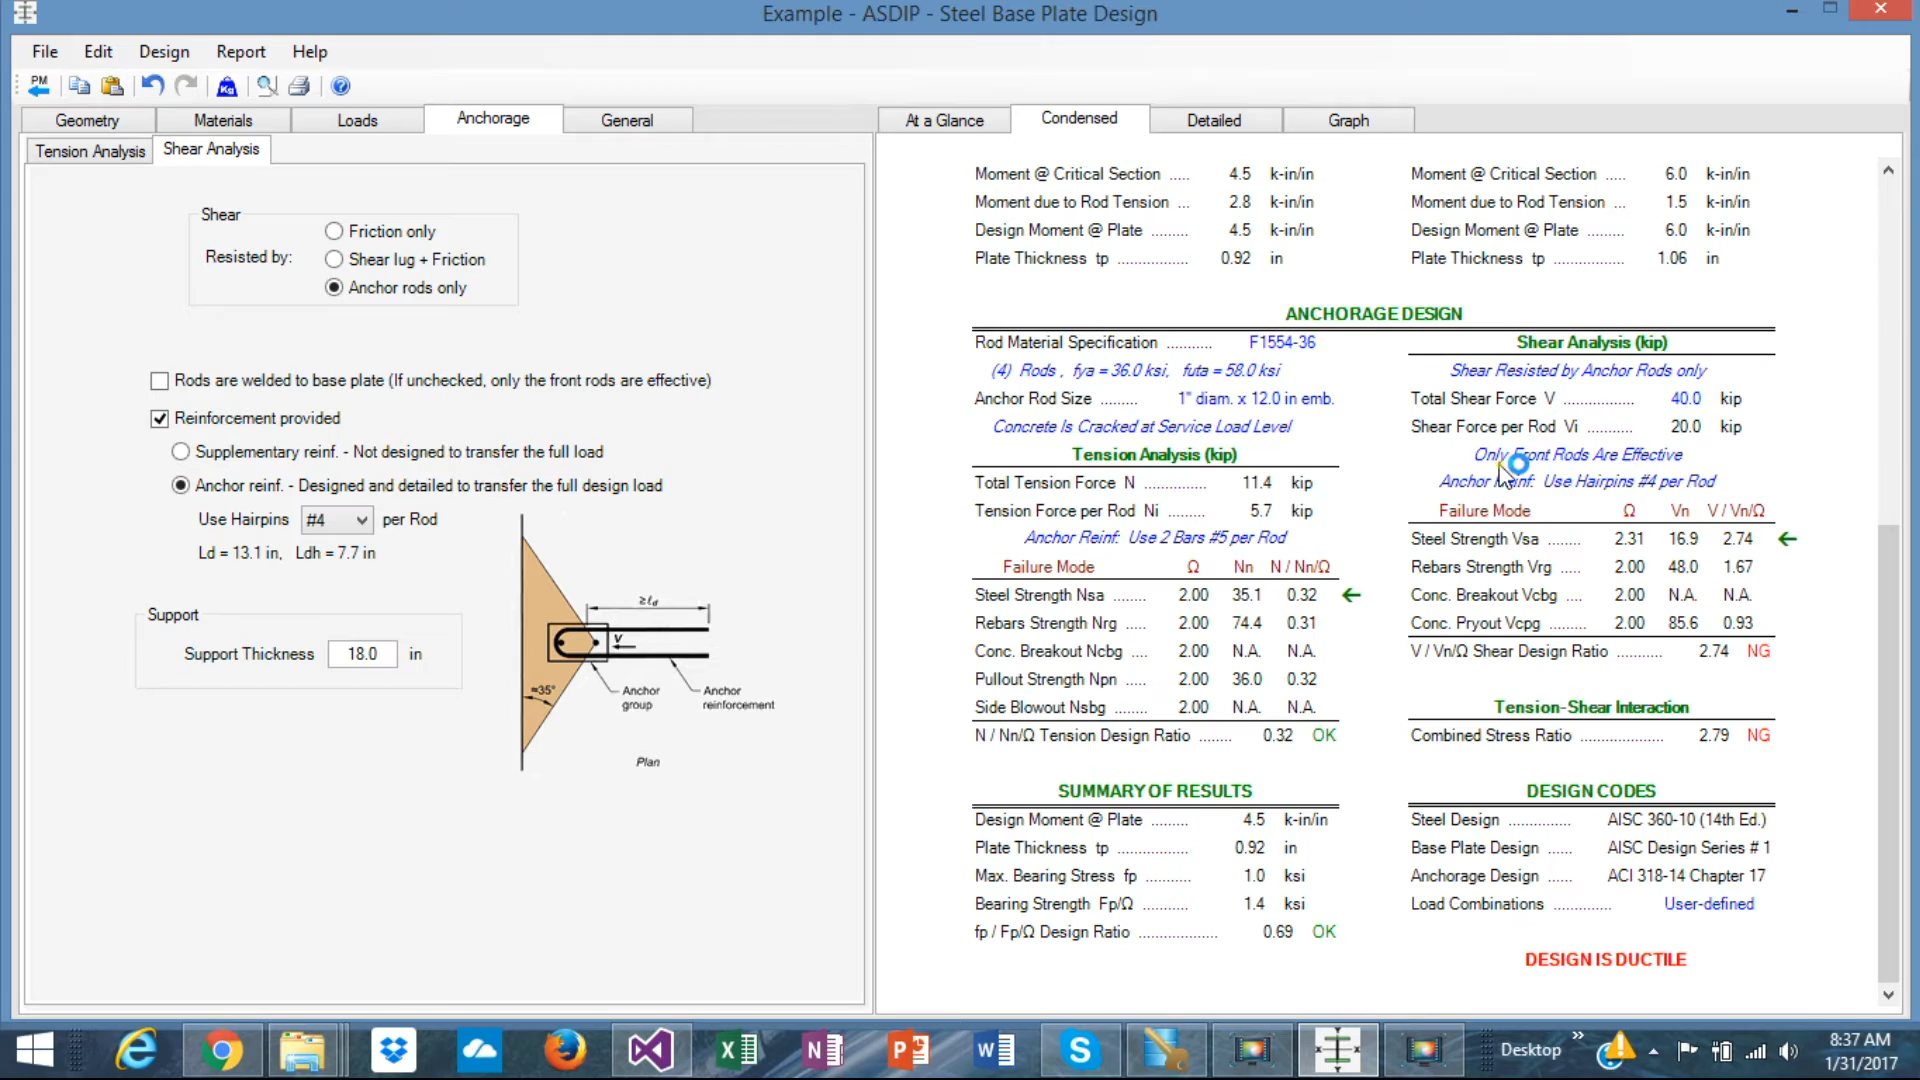 Example - ASDIP - Steel Base Plate Design
File Edit Design Report Help
PM Kg
Geometry Materials Loads Anchorage General
Tension Analysis Shear Analysis
Shear
Resisted by:
Friction only
Shear lug + Friction
Anchor rods only
Rods are welded to base plate (If unchecked, only the front rods are effective)
Reinforcement provided
Supplementary reinf. - Not designed to transfer the full load
Anchor reinf. - Designed and detailed to transfer the full design load
Use Hairpins #4 per Rod
Ld = 13.1 in, Ldh = 7.7 in
Support
Support Thickness 18.0 in
≥ℓd
V
≈35°
Anchor group
Anchor reinforcement
Plan
At a Glance Condensed Detailed Graph
Moment @ Critical Section ..... 4.5 k-in/in
Moment due to Rod Tension ... 2.8 k-in/in
Design Moment @ Plate ......... 4.5 k-in/in
Plate Thickness tp ................ 0.92 in
Moment @ Critical Section ..... 6.0 k-in/in
Moment due to Rod Tension ... 1.5 k-in/in
Design Moment @ Plate ......... 6.0 k-in/in
Plate Thickness tp ................ 1.06 in
ANCHORAGE DESIGN
Rod Material Specification .......... F1554-36
(4) Rods , fya = 36.0 ksi, futa = 58.0 ksi
Anchor Rod Size ........ 1" diam. x 12.0 in emb.
Concrete Is Cracked at Service Load Level
Tension Analysis (kip)
Total Tension Force N .............. 11.4 kip
Tension Force per Rod Ni ......... 5.7 kip
Anchor Reinf: Use 2 Bars #5 per Rod
Failure Mode Ω Nn N / Nn/Ω
Steel Strength Nsa ........ 2.00 35.1 0.32
Rebars Strength Nrg ..... 2.00 74.4 0.31
Conc. Breakout Ncbg .... 2.00 N.A. N.A.
Pullout Strength Npn ..... 2.00 36.0 0.32
Side Blowout Nsbg ........ 2.00 N.A. N.A.
N / Nn/Ω Tension Design Ratio ....... 0.32 OK
Shear Analysis (kip)
Shear Resisted by Anchor Rods only
Total Shear Force V ................ 40.0 kip
Shear Force per Rod Vi .......... 20.0 kip
Only Front Rods Are Effective
Anchor Reinf: Use Hairpins #4 per Rod
Failure Mode Ω Vn V / Vn/Ω
Steel Strength Vsa ........ 2.31 16.9 2.74
Rebars Strength Vrg ..... 2.00 48.0 1.67
Conc. Breakout Vcbg .... 2.00 N.A. N.A.
Conc. Pryout Vcpg ........ 2.00 85.6 0.93
V / Vn/Ω Shear Design Ratio ........... 2.74 NG
Tension-Shear Interaction
Combined Stress Ratio ................... 2.79 NG
SUMMARY OF RESULTS
Design Moment @ Plate ......... 4.5 k-in/in
Plate Thickness tp ................ 0.92 in
Max. Bearing Stress fp .......... 1.0 ksi
Bearing Strength Fp/Ω ........... 1.4 ksi
fp / Fp/Ω Design Ratio ................... 0.69 OK
DESIGN CODES
Steel Design ............... AISC 360-10 (14th Ed.)
Base Plate Design ...... AISC Design Series # 1
Anchorage Design ...... ACI 318-14 Chapter 17
Load Combinations .............. User-defined
DESIGN IS DUCTILE
Desktop
8:37 AM
1/31/2017